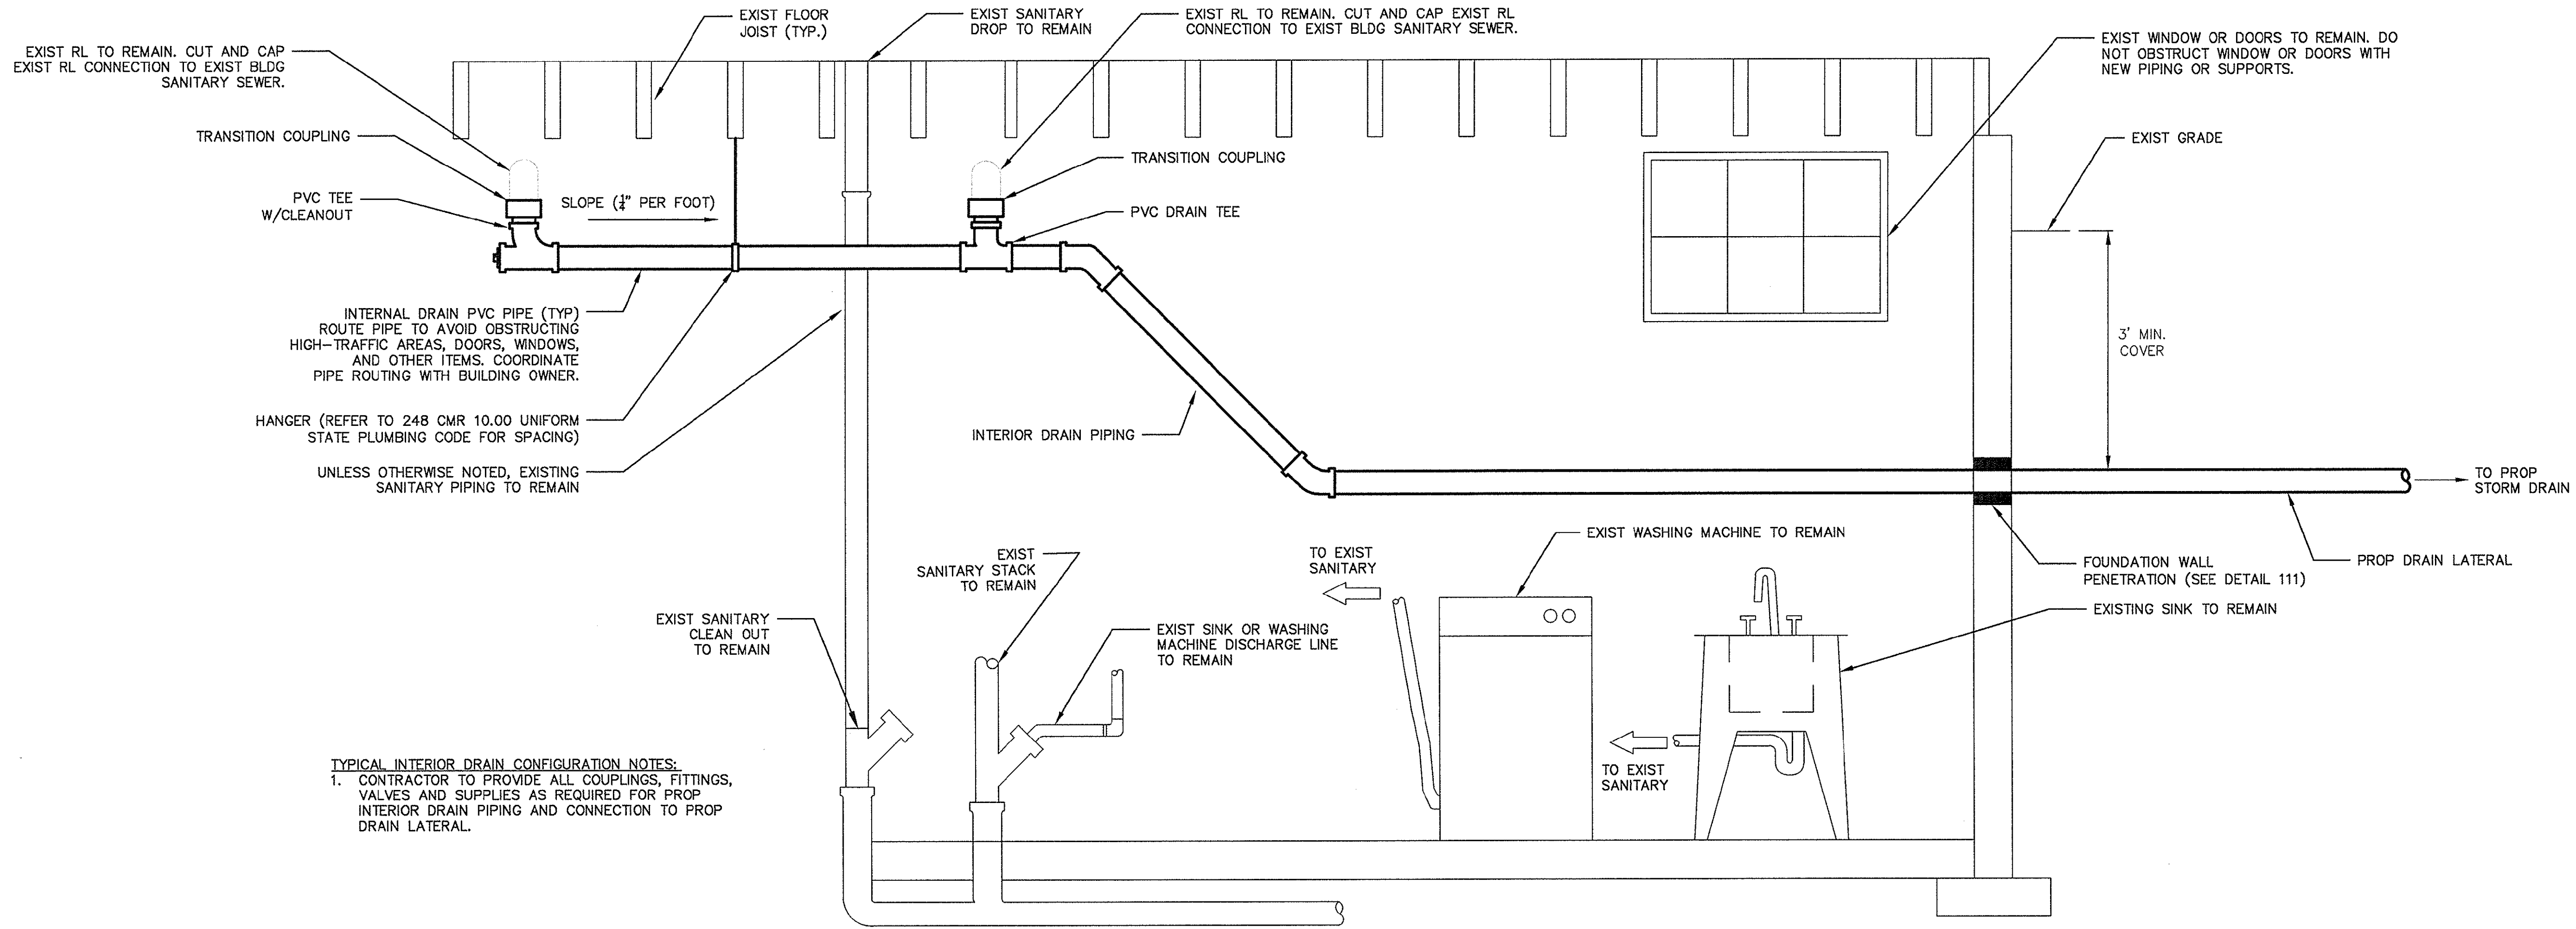 EXIST FLOOR
JOIST (TYP.)
EXIST SANITARY
DROP TO REMAIN
EXIST RL TO REMAIN. CUT AND CAP EXIST RL
CONNECTION TO EXIST BLDG SANITARY SEWER.
EXIST WINDOW OR DOORS TO REMAIN. DO
NOT OBSTRUCT WINDOW OR DOORS WITH
NEW PIPING OR SUPPORTS.
EXIST RL TO REMAIN. CUT AND CAP
EXIST RL CONNECTION TO EXIST BLDG
SANITARY SEWER.
TRANSITION COUPLING
EXIST GRADE
TRANSITION COUPLING
PVC TEE
W/CLEANOUT
SLOPE (¼" PER FOOT)
PVC DRAIN TEE
INTERNAL DRAIN PVC PIPE (TYP)
ROUTE PIPE TO AVOID OBSTRUCTING
HIGH-TRAFFIC AREAS, DOORS, WINDOWS,
AND OTHER ITEMS. COORDINATE
PIPE ROUTING WITH BUILDING OWNER.
3' MIN.
COVER
HANGER (REFER TO 248 CMR 10.00 UNIFORM
STATE PLUMBING CODE FOR SPACING)
INTERIOR DRAIN PIPING
UNLESS OTHERWISE NOTED, EXISTING
SANITARY PIPING TO REMAIN
TO PROP
STORM DRAIN
EXIST WASHING MACHINE TO REMAIN
EXIST
SANITARY STACK
TO REMAIN
TO EXIST
SANITARY
FOUNDATION WALL
PENETRATION (SEE DETAIL 111)
PROP DRAIN LATERAL
EXISTING SINK TO REMAIN
EXIST SANITARY
CLEAN OUT
TO REMAIN
EXIST SINK OR WASHING
MACHINE DISCHARGE LINE
TO REMAIN
TO EXIST
SANITARY
TYPICAL INTERIOR DRAIN CONFIGURATION NOTES:
1. CONTRACTOR TO PROVIDE ALL COUPLINGS, FITTINGS,
VALVES AND SUPPLIES AS REQUIRED FOR PROP
INTERIOR DRAIN PIPING AND CONNECTION TO PROP
DRAIN LATERAL.